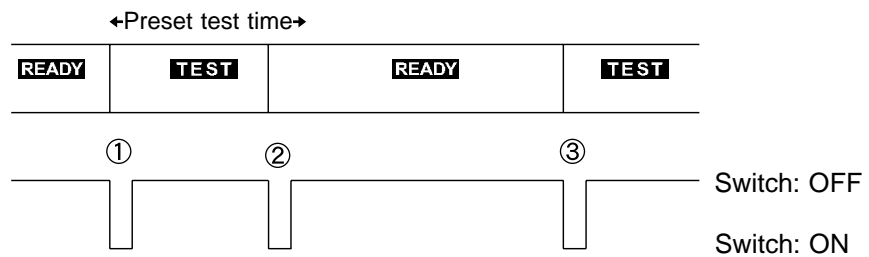 ←Preset test time→
READY TEST READY TEST
① ② ③
Switch: OFF
Switch: ON